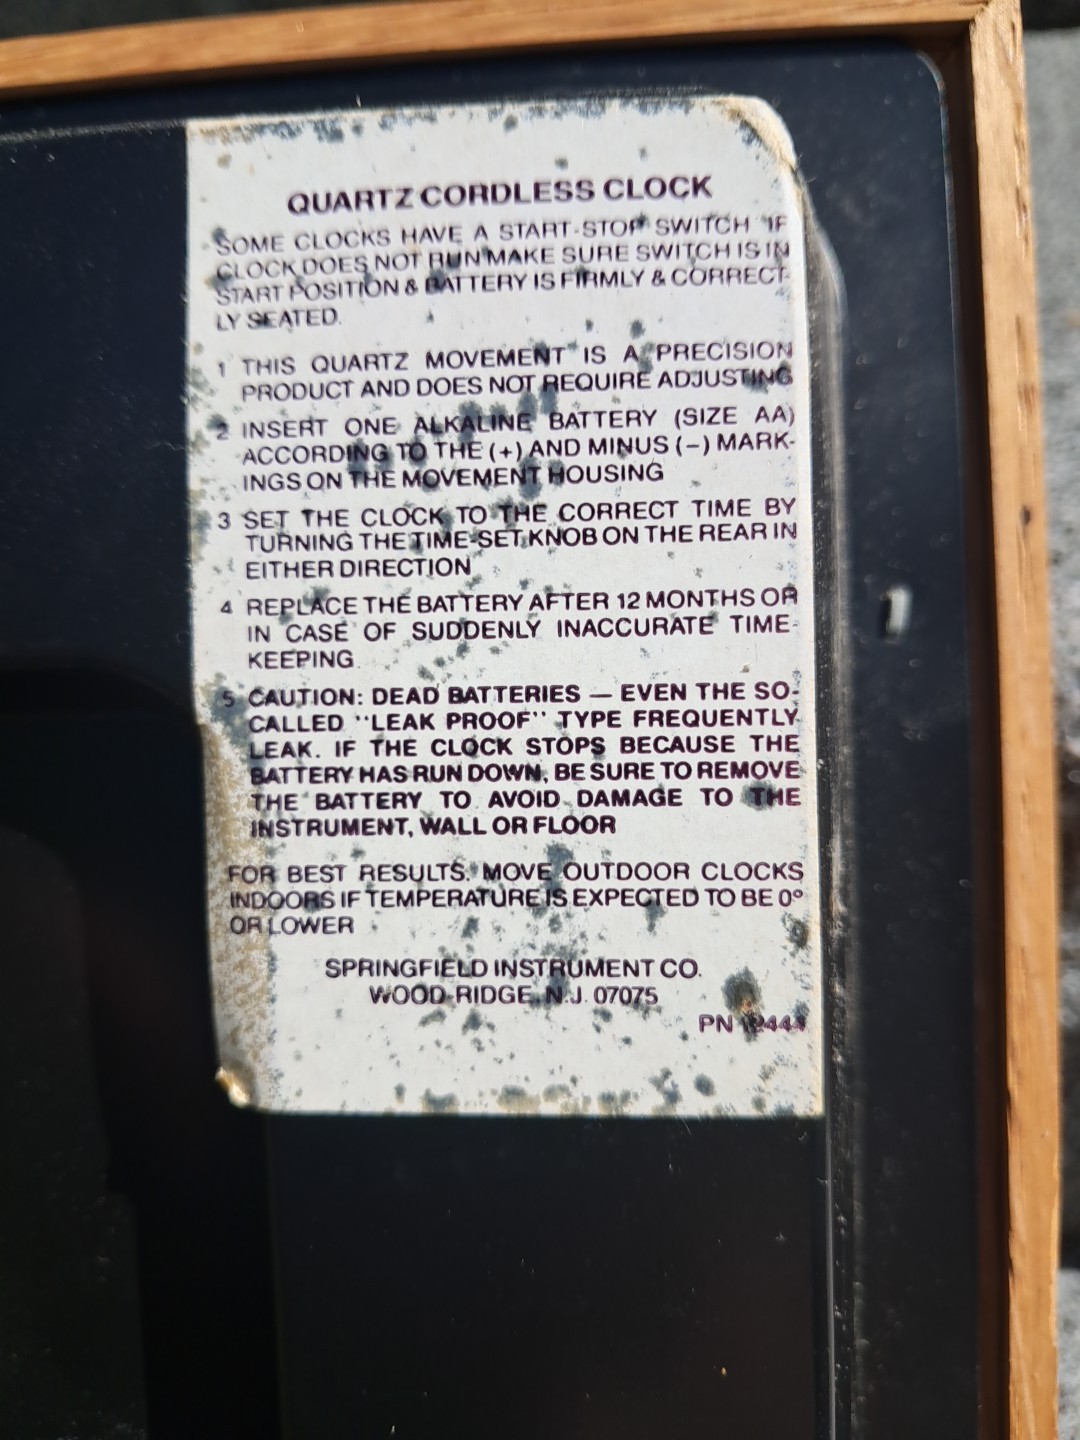 QUARTZ CORDLESS CLOCK
SOME CLOCKS HAVE A START-STOP SWITCH IF
CLOCK DOES NOT RUN MAKE SURE SWITCH IS IN
START POSITION & BATTERY IS FIRMLY & CORRECT-
LY SEATED.
1 THIS QUARTZ MOVEMENT IS A PRECISION
PRODUCT AND DOES NOT REQUIRE ADJUSTING
2 INSERT ONE ALKALINE BATTERY (SIZE AA)
ACCORDING TO THE (+) AND MINUS (−) MARK-
INGS ON THE MOVEMENT HOUSING
3 SET THE CLOCK TO THE CORRECT TIME BY
TURNING THE TIME-SET KNOB ON THE REAR IN
EITHER DIRECTION
4 REPLACE THE BATTERY AFTER 12 MONTHS OR
IN CASE OF SUDDENLY INACCURATE TIME-
KEEPING.
5 CAUTION: DEAD BATTERIES — EVEN THE SO-
CALLED "LEAK PROOF" TYPE FREQUENTLY
LEAK. IF THE CLOCK STOPS BECAUSE THE
BATTERY HAS RUN DOWN, BE SURE TO REMOVE
THE BATTERY TO AVOID DAMAGE TO THE
INSTRUMENT, WALL OR FLOOR
FOR BEST RESULTS, MOVE OUTDOOR CLOCKS
INDOORS IF TEMPERATURE IS EXPECTED TO BE 0°
OR LOWER
SPRINGFIELD INSTRUMENT CO.
WOOD-RIDGE, N.J. 07075
PN